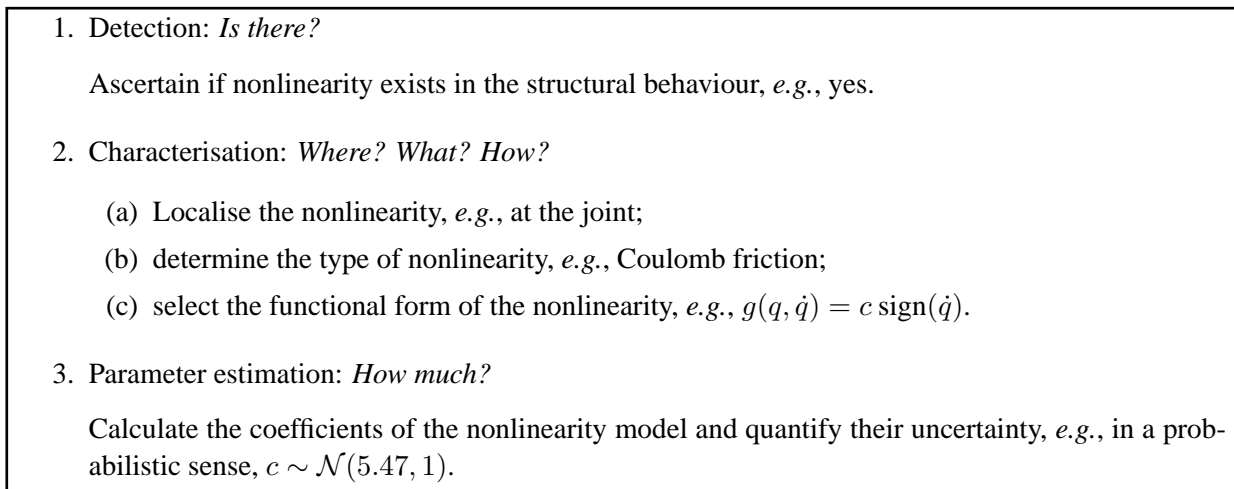 1. Detection: Is there?
Ascertain if nonlinearity exists in the structural behaviour, e.g., yes.
2. Characterisation: Where? What? How?
(a) Localise the nonlinearity, e.g., at the joint;
(b) determine the type of nonlinearity, e.g., Coulomb friction;
(c) select the functional form of the nonlinearity, e.g., g(q, q̇) = c sign(q̇).
3. Parameter estimation: How much?
Calculate the coefficients of the nonlinearity model and quantify their uncertainty, e.g., in a prob-
abilistic sense, c ∼ 𝒩(5.47, 1).